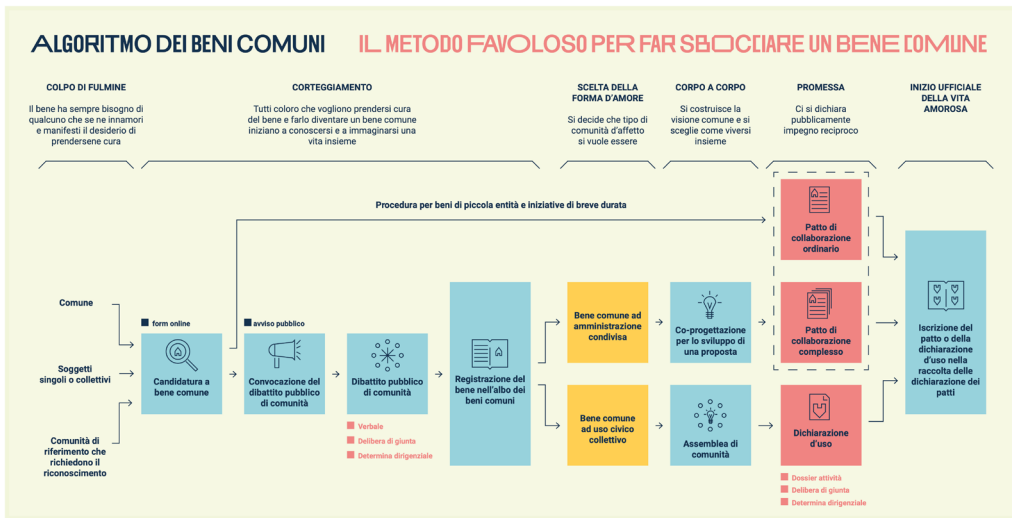 ALGORITMO DEI BENI COMUNI
IL METODO FAVOLOSO PER FAR SBOCCIARE UN BENE COMUNE
COLPO DI FULMINE
Il bene ha sempre bisogno di
qualcuno che se ne innamori
e manifesti il desiderio di
prendersene cura
CORTEGGIAMENTO
Tutti coloro che vogliono prendersi cura
del bene e farlo diventare un bene comune
iniziano a conoscersi e a immaginarsi una
vita insieme
SCELTA DELLA
FORMA D'AMORE
Si decide che tipo di
comunità d'affetto
si vuole essere
CORPO A CORPO
Si costruisce la
visione comune e si
sceglie come viversi
insieme
PROMESSA
Ci si dichiara
pubblicamente
impegno reciproco
INIZIO UFFICIALE
DELLA VITA
AMOROSA
Procedura per beni di piccola entità e iniziative di breve durata
Comune
Soggetti
singoli o collettivi
Comunità di
riferimento che
richiedono il
riconoscimento
form online
Candidatura a
bene comune
avviso pubblico
Convocazione del
dibattito pubblico
di comunità
Dibattito pubblico
di comunità
Verbale
Delibera di giunta
Determina dirigenziale
Registrazione del
bene nell'albo dei
beni comuni
Bene comune ad
amministrazione
condivisa
Bene comune
ad uso civico
collettivo
Co-progettazione
per lo sviluppo di
una proposta
Assemblea di
comunità
Patto di
collaborazione
ordinario
Patto di
collaborazione
complesso
Dichiarazione
d'uso
Dossier attività
Delibera di giunta
Determina dirigenziale
Iscrizione del
patto o della
dichiarazione
d'uso nella
raccolta delle
dichiarazione dei
patti